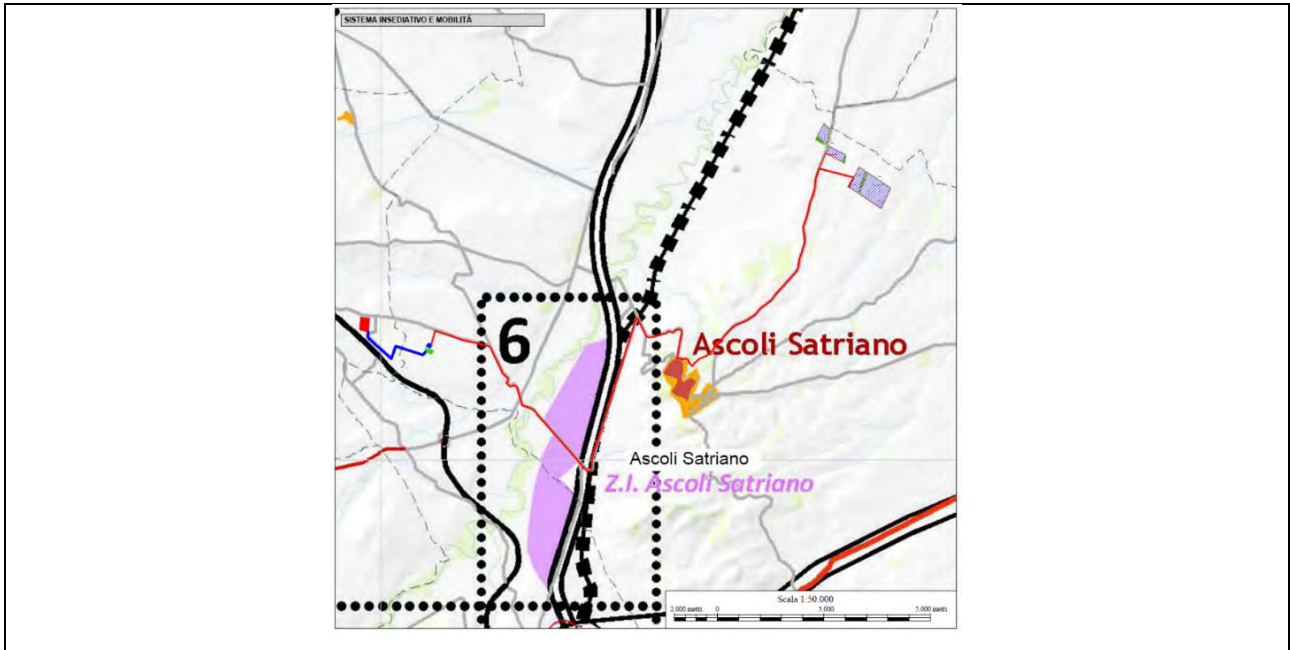 SISTEMA INSEDIATIVO E MOBILITÀ
6
Ascoli Satriano
Ascoli Satriano
Z.I. Ascoli Satriano
Scala 1:50.000
2.000 metri 0 3.000 5.000 metri